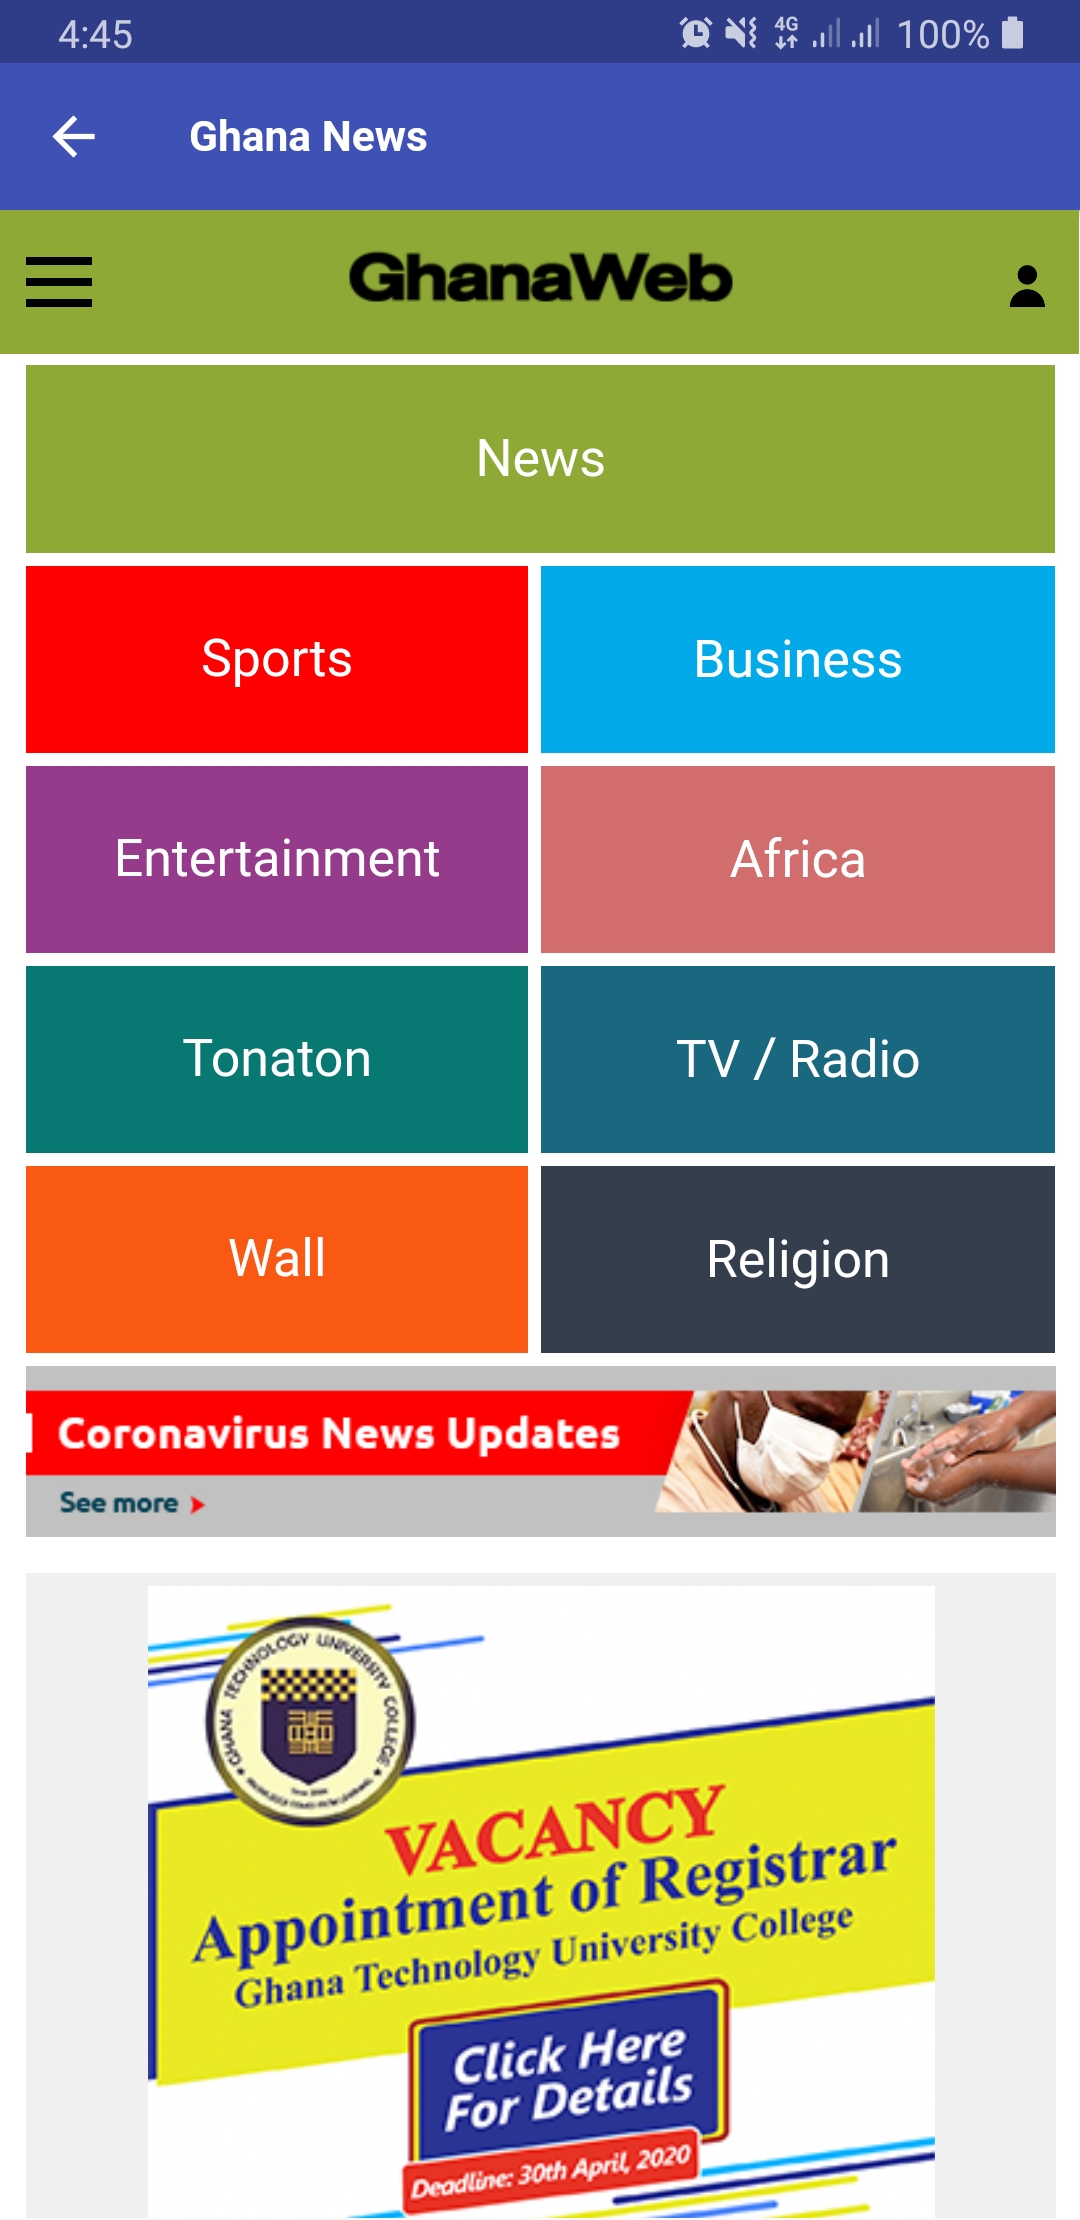 4:45
4G
100%
Ghana News
GhanaWeb
News
Sports
Business
Entertainment
Africa
Tonaton
TV / Radio
Wall
Religion
Coronavirus News Updates
See more
GHANA TECHNOLOGY UNIVERSITY COLLEGE
VACANCY
Appointment of Registrar
Ghana Technology University College
Click Here
For Details
Deadline: 30th April, 2020